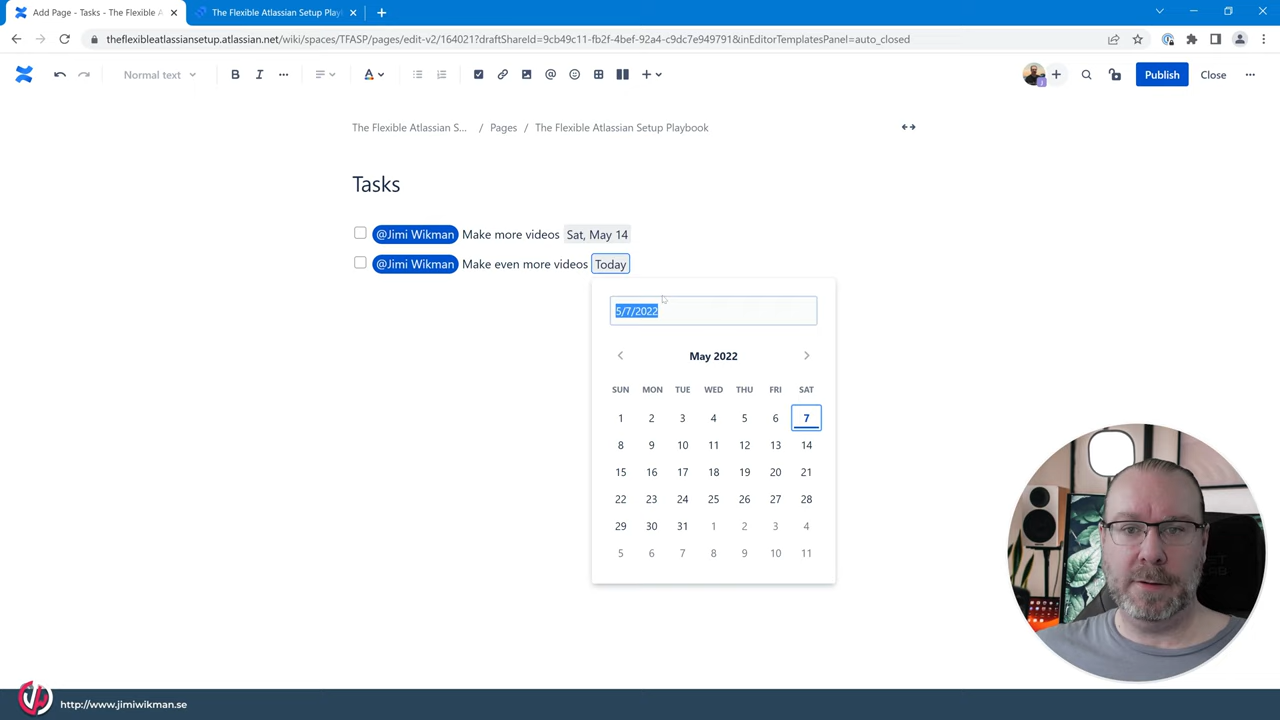 Add Page - Tasks - The Flexible A
The Flexible Atlassian Setup Play
theflexibleatlassiansetup.atlassian.net/wiki/spaces/TFASP/pages/edit-v2/164021?draftShareId=9cb49c11-fb2f-4bef-92a4-c9dc7e949791&inEditorTemplatesPanel=auto_closed
Normal text
B
I
A
J
Publish
Close
The Flexible Atlassian S... / Pages / The Flexible Atlassian Setup Playbook
Tasks
@Jimi Wikman Make more videos Sat, May 14
@Jimi Wikman Make even more videos Today
5/7/2022
May 2022
SUN MON TUE WED THU FRI SAT
1 2 3 4 5 6 7
8 9 10 11 12 13 14
15 16 17 18 19 20 21
22 23 24 25 26 27 28
29 30 31 1 2 3 4
5 6 7 8 9 10 11
http://www.jimiwikman.se